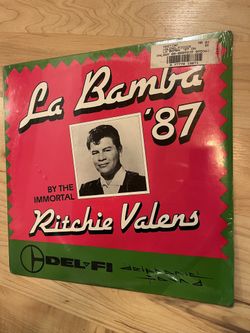 La Bamba
'87
BY THE
IMMORTAL
Ritchie Valens
DEL-FI